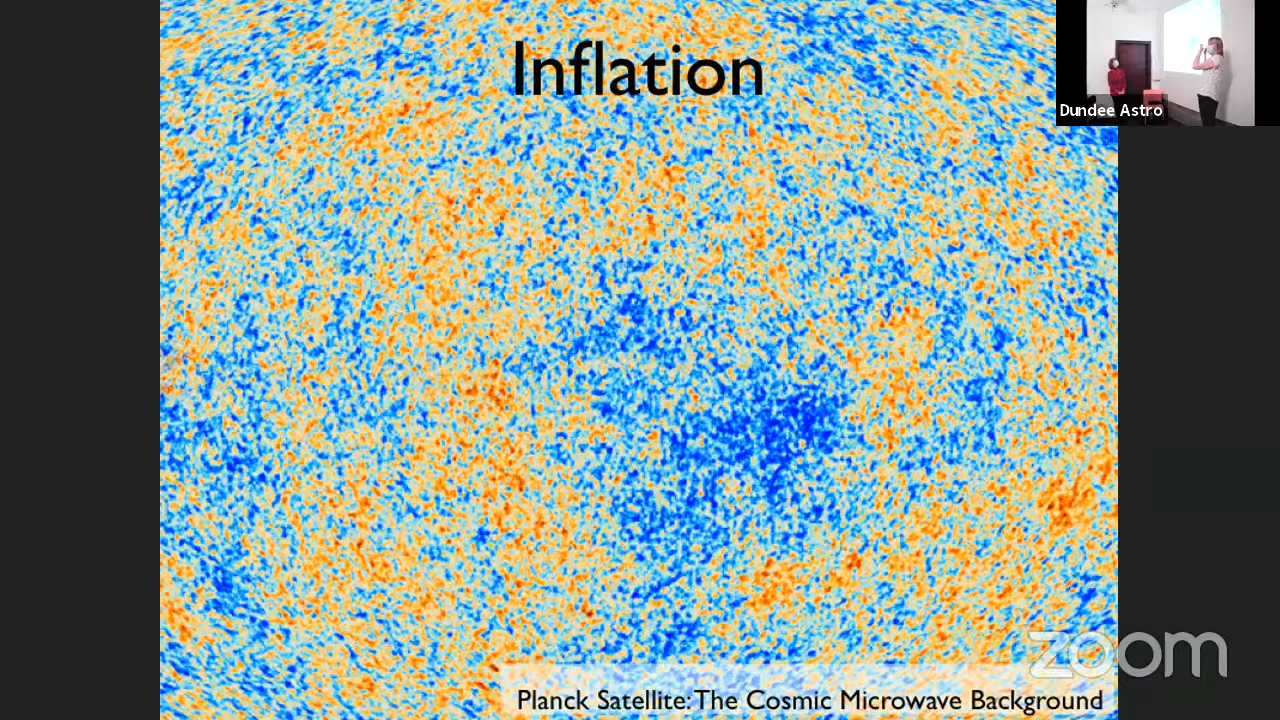 Inflation
Dundee Astro
zoom
Planck Satellite: The Cosmic Microwave Background